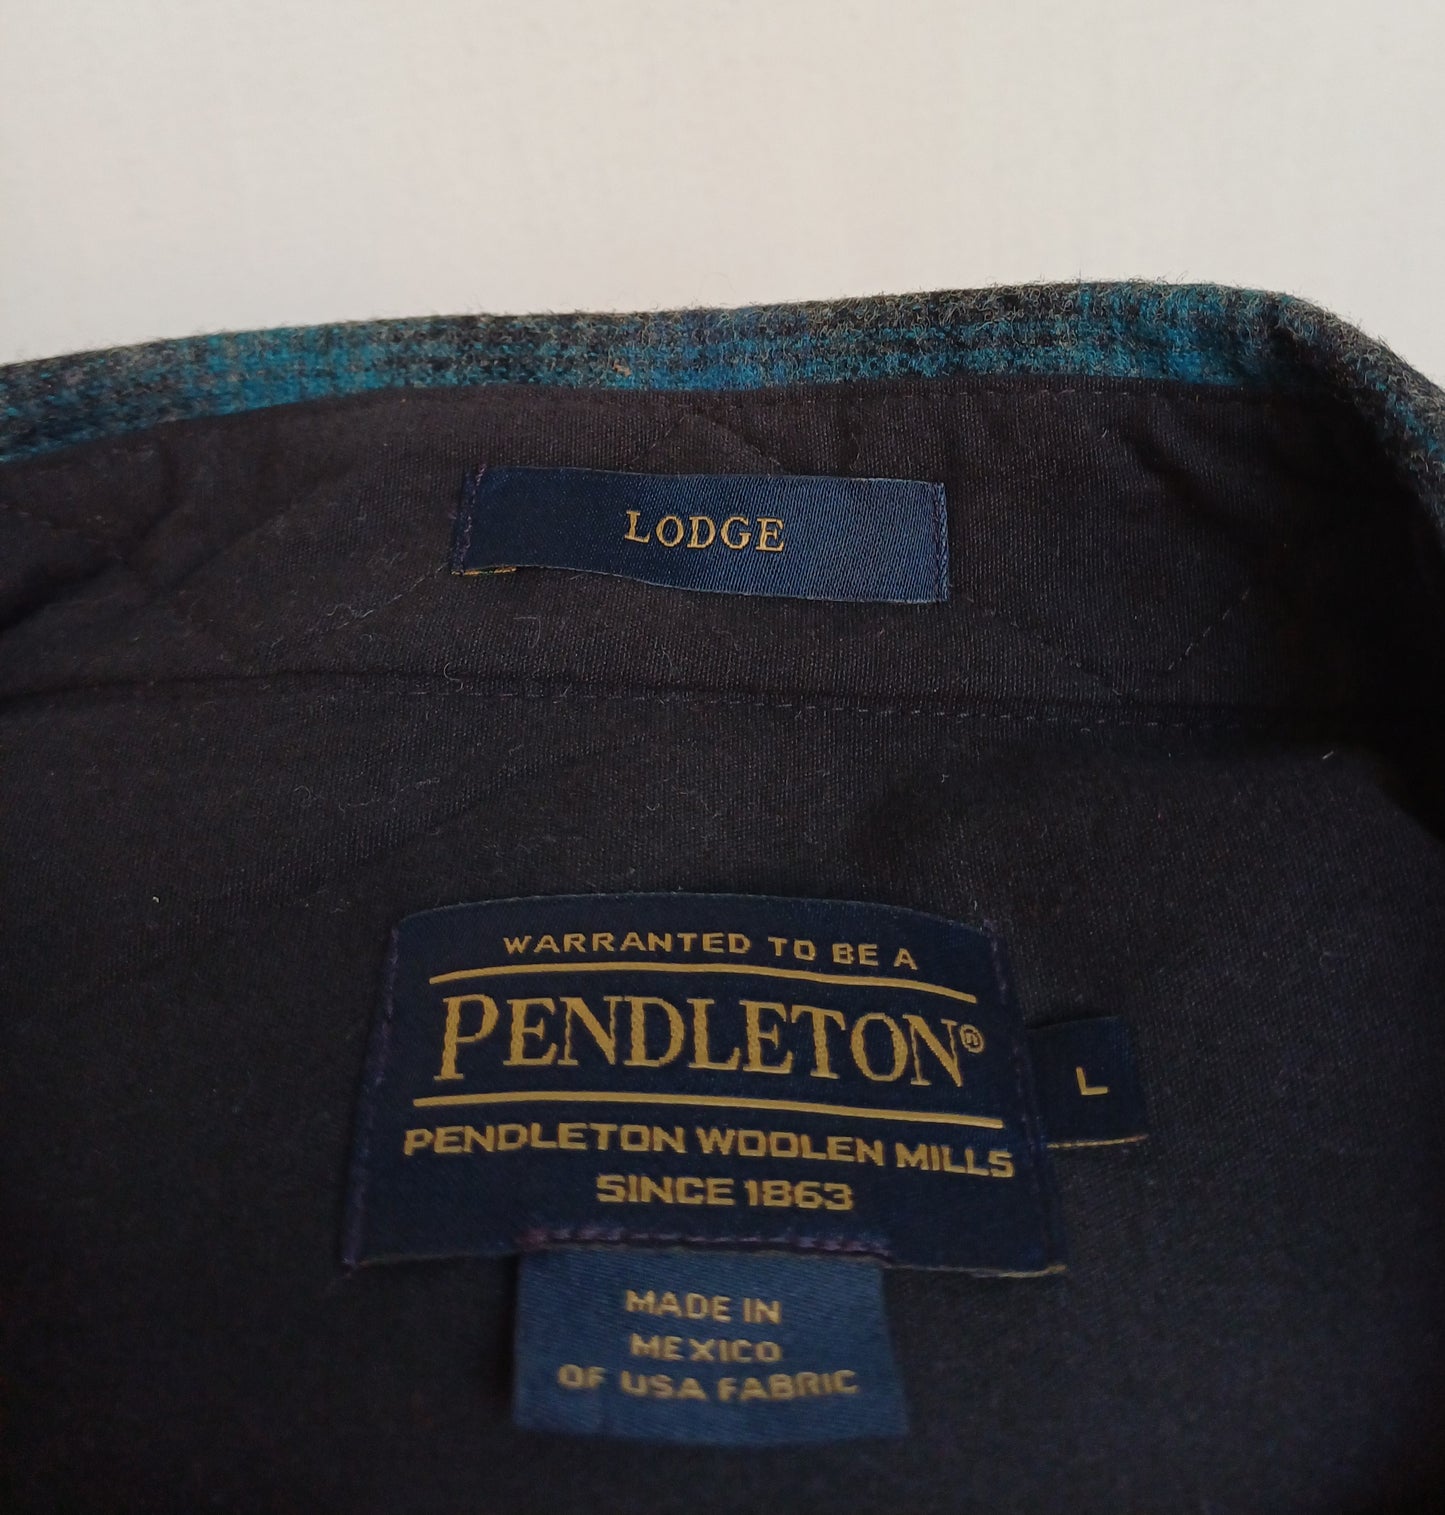 LODGE
WARRANTED TO BE A
PENDLETON®
L
PENDLETON WOOLEN MILLS
SINCE 1863
MADE IN
MEXICO
OF USA FABRIC